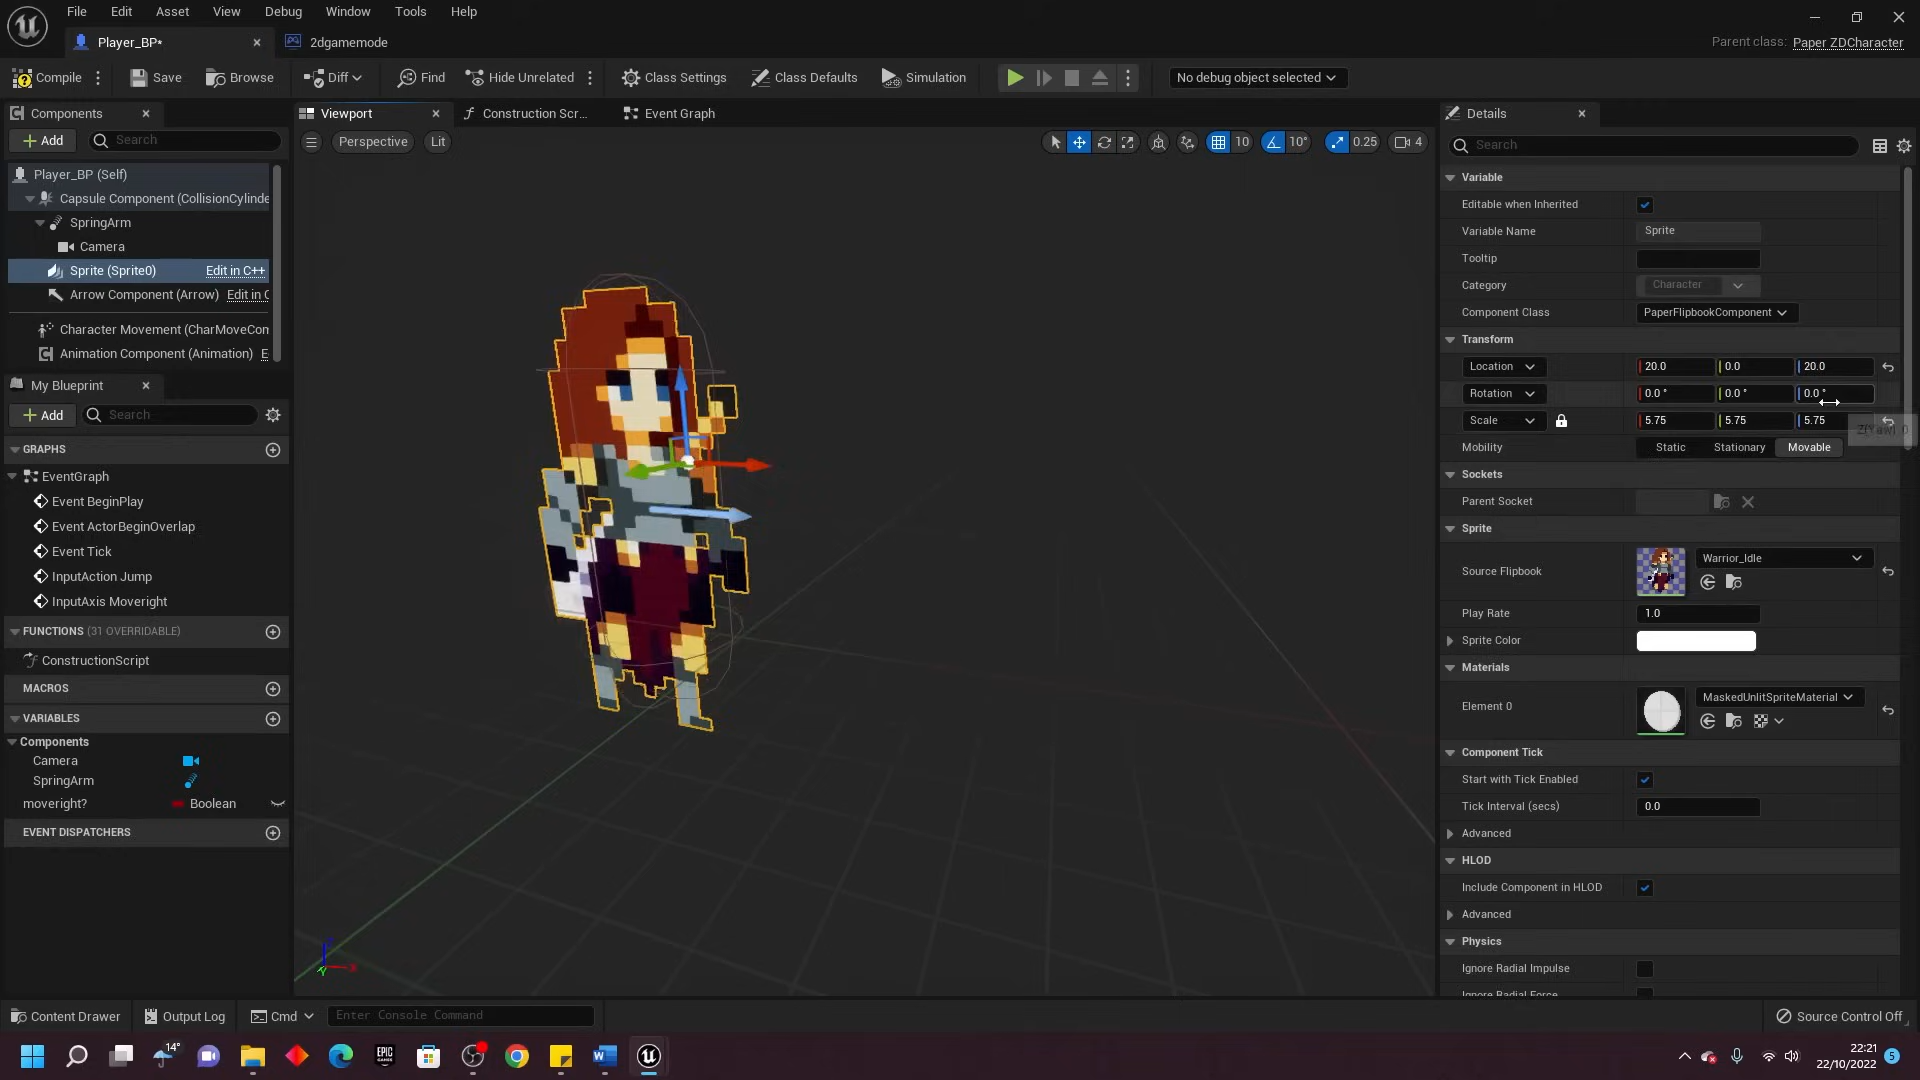 File Edit Asset View Debug Window Tools Help
Player_BP* 2dgamemode
Parent class: Paper ZDCharacter
Compile Save Browse Diff Find Hide Unrelated Class Settings Class Defaults Simulation No debug object selected
Components
Add Search
Player_BP (Self)
Capsule Component (CollisionCylinde
SpringArm
Camera
Sprite (Sprite0) Edit in C++
Arrow Component (Arrow) Edit in C
Character Movement (CharMoveCom
Animation Component (Animation) E
My Blueprint
Add Search
GRAPHS
EventGraph
Event BeginPlay
Event ActorBeginOverlap
Event Tick
InputAction Jump
InputAxis Moveright
FUNCTIONS (31 OVERRIDABLE)
ConstructionScript
MACROS
VARIABLES
Components
Camera
SpringArm
moveright? Boolean
EVENT DISPATCHERS
Viewport Construction Scr... Event Graph
Perspective Lit 10 10° 0.25 4
Details
Search
Variable
Editable when Inherited
Variable Name Sprite
Tooltip
Category Character
Component Class PaperFlipbookComponent
Transform
Location 20.0 0.0 20.0
Rotation 0.0 ° 0.0 ° 0.0 °
Scale 5.75 5.75 5.75
Mobility Static Stationary Movable
Sockets
Parent Socket
Sprite
Source Flipbook Warrior_Idle
Play Rate 1.0
Sprite Color
Materials
Element 0 MaskedUnlitSpriteMaterial
Component Tick
Start with Tick Enabled
Tick Interval (secs) 0.0
Advanced
HLOD
Include Component in HLOD
Advanced
Physics
Ignore Radial Impulse
Ignore Radial Force
Content Drawer Output Log Cmd Enter Console Command Source Control Off
14° 22:21
22/10/2022 5